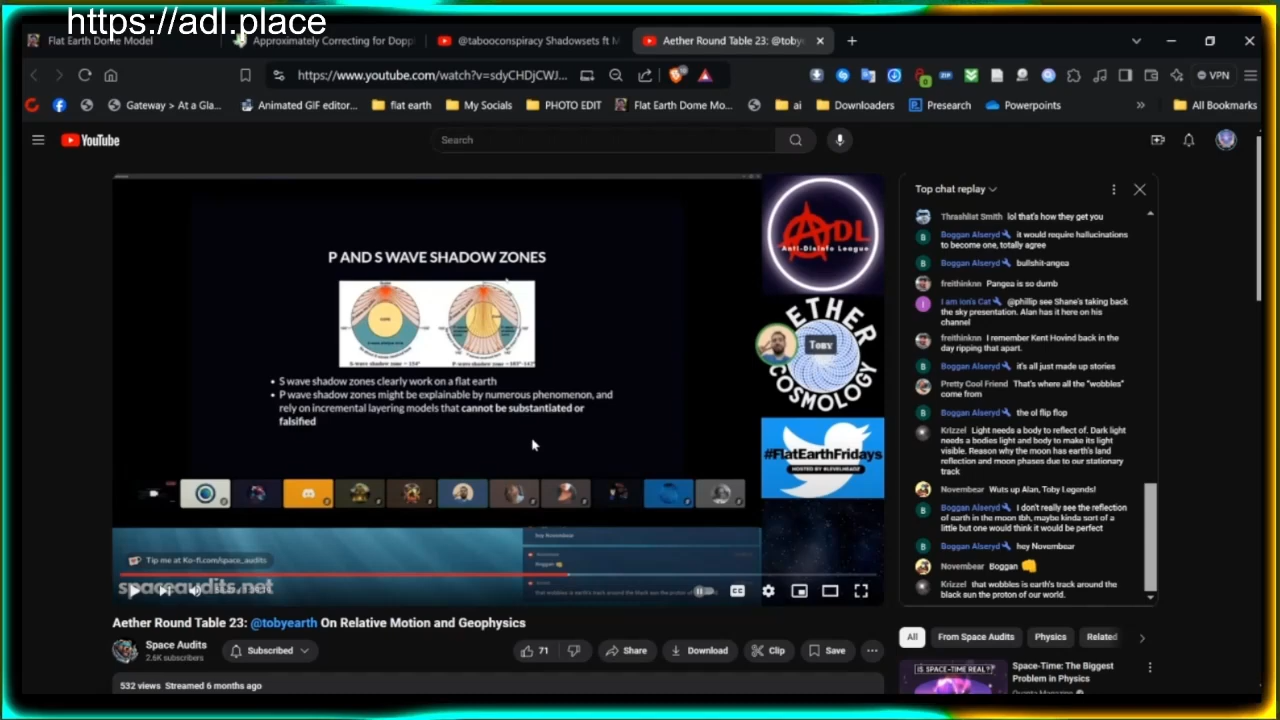 https://adl.place
Flat Earth Dome Model
Approximately Correcting for Dopp
@tabooconspiracy Shadowsets ft M
Aether Round Table 23: @toby
https://www.youtube.com/watch?v=sdyCHDjCWJ...
VPN
Gateway > At a Gla...
Animated GIF editor...
flat earth
My Socials
PHOTO EDIT
Flat Earth Dome Mo...
ai
Downloaders
Presearch
Powerpoints
All Bookmarks
YouTube
Search
P AND S WAVE SHADOW ZONES
S wave shadow zones clearly work on a flat earth
P wave shadow zones might be explainable by numerous phenomenon, and
rely on incremental layering models that cannot be substantiated or
falsified
ADL
Anti-Disinfo League
ETHER
COSMOLOGY
Toby
#FlatEarthFridays
HOSTED BY @LEVELHEADZ
Tip me at Ko-fi.com/space_audits
spaceaudits.net
hey Novembear
Boggan
CC
Top chat replay
Thrashlist Smith lol that's how they get you
Boggan Alseryd it would require hallucinations
to become one, totally agree
Boggan Alseryd bullshit-angea
freithinknn Pangea is so dumb
I am ion's Cat @phillip see Shane's taking back
the sky presentation. Alan has it here on his
channel
freithinknn I remember Kent Hovind back in the
day ripping that apart.
Boggan Alseryd it's all just made up stories
Pretty Cool Friend That's where all the "wobbles"
come from
Boggan Alseryd the ol flip flop
Krizzel Light needs a body to reflect of. Dark light
needs a bodies light and body to make its light
visible. Reason why the moon has earth's land
reflection and moon phases due to our stationary
track
Novembear Wuts up Alan, Toby Legends!
Boggan Alseryd I don't really see the reflection
of earth in the moon tbh, maybe kinda sort of a
little but one would think it would be perfect
Boggan Alseryd hey Novembear
Novembear Boggan
Krizzel that wobbles is earth's track around the
black sun the proton of our world.
Aether Round Table 23: @tobyearth On Relative Motion and Geophysics
Space Audits
2.6K subscribers
Subscribed
71
Share
Download
Clip
Save
532 views Streamed 6 months ago
All
From Space Audits
Physics
Related
IS SPACE-TIME REAL?
Space-Time: The Biggest
Problem in Physics
Quanta Magazine